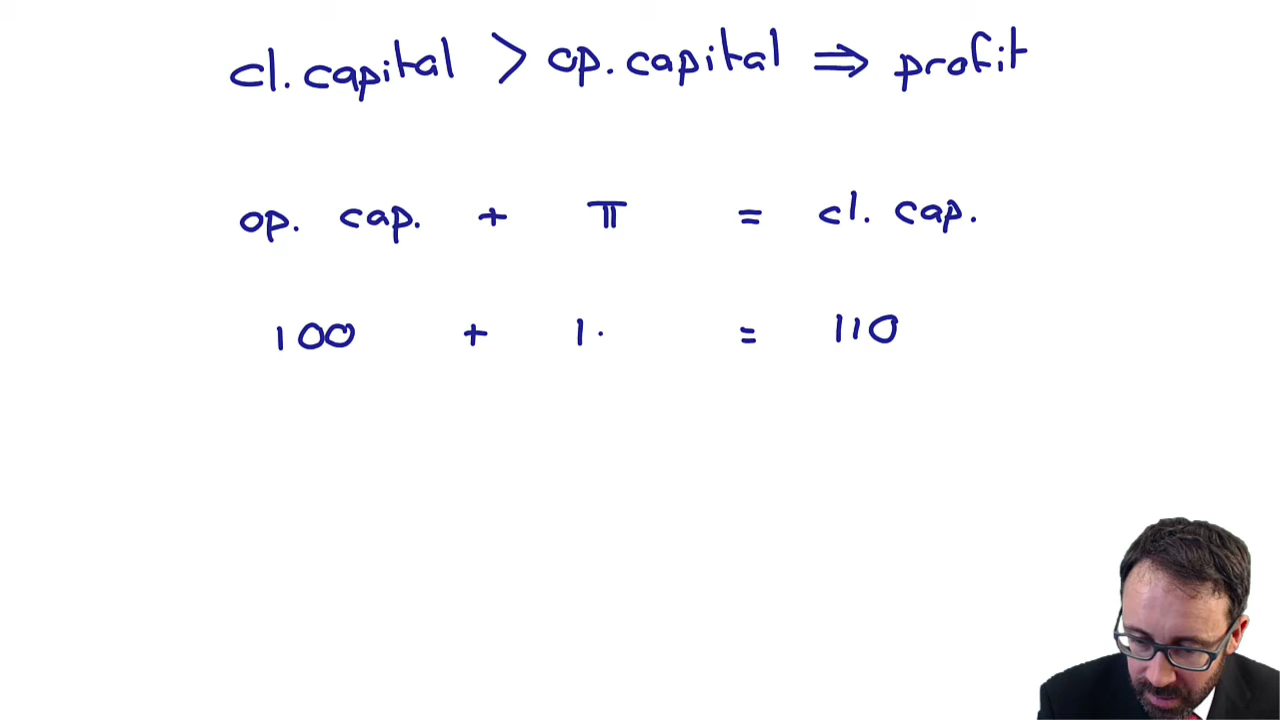 cl. capital > op. capital ⇒ profit
op. cap. + π = cl. cap.
100 + 1· = 110